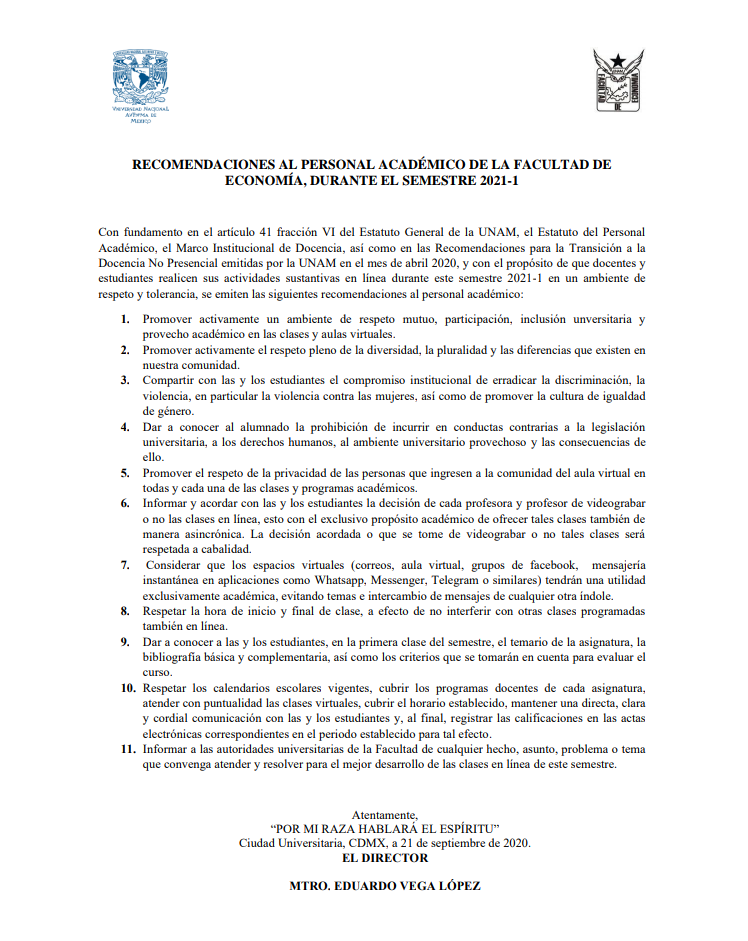 UNIVERSIDAD NACIONAL
AVTƏNOMA DE
MEXICO
FACULTAD
DE
ECONOMIA
RECOMENDACIONES AL PERSONAL ACADÉMICO DE LA FACULTAD DE
ECONOMÍA, DURANTE EL SEMESTRE 2021-1
Con fundamento en el artículo 41 fracción VI del Estatuto General de la UNAM, el Estatuto del Personal
Académico, el Marco Institucional de Docencia, así como en las Recomendaciones para la Transición a la
Docencia No Presencial emitidas por la UNAM en el mes de abril 2020, y con el propósito de que docentes y
estudiantes realicen sus actividades sustantivas en línea durante este semestre 2021-1 en un ambiente de
respeto y tolerancia, se emiten las siguientes recomendaciones al personal académico:
1. Promover activamente un ambiente de respeto mutuo, participación, inclusión unversitaria y
provecho académico en las clases y aulas virtuales.
2. Promover activamente el respeto pleno de la diversidad, la pluralidad y las diferencias que existen en
nuestra comunidad.
3. Compartir con las y los estudiantes el compromiso institucional de erradicar la discriminación, la
violencia, en particular la violencia contra las mujeres, así como de promover la cultura de igualdad
de género.
4. Dar a conocer al alumnado la prohibición de incurrir en conductas contrarias a la legislación
universitaria, a los derechos humanos, al ambiente universitario provechoso y las consecuencias de
ello.
5. Promover el respeto de la privacidad de las personas que ingresen a la comunidad del aula virtual en
todas y cada una de las clases y programas académicos.
6. Informar y acordar con las y los estudiantes la decisión de cada profesora y profesor de videograbar
o no las clases en línea, esto con el exclusivo propósito académico de ofrecer tales clases también de
manera asincrónica. La decisión acordada o que se tome de videograbar o no tales clases será
respetada a cabalidad.
7. Considerar que los espacios virtuales (correos, aula virtual, grupos de facebook, mensajería
instantánea en aplicaciones como Whatsapp, Messenger, Telegram o similares) tendrán una utilidad
exclusivamente académica, evitando temas e intercambio de mensajes de cualquier otra índole.
8. Respetar la hora de inicio y final de clase, a efecto de no interferir con otras clases programadas
también en línea.
9. Dar a conocer a las y los estudiantes, en la primera clase del semestre, el temario de la asignatura, la
bibliografía básica y complementaria, así como los criterios que se tomarán en cuenta para evaluar el
curso.
10. Respetar los calendarios escolares vigentes, cubrir los programas docentes de cada asignatura,
atender con puntualidad las clases virtuales, cubrir el horario establecido, mantener una directa, clara
y cordial comunicación con las y los estudiantes y, al final, registrar las calificaciones en las actas
electrónicas correspondientes en el periodo establecido para tal efecto.
11. Informar a las autoridades universitarias de la Facultad de cualquier hecho, asunto, problema o tema
que convenga atender y resolver para el mejor desarrollo de las clases en línea de este semestre.
Atentamente,
“POR MI RAZA HABLARÁ EL ESPÍRITU”
Ciudad Universitaria, CDMX, a 21 de septiembre de 2020.
EL DIRECTOR
MTRO. EDUARDO VEGA LÓPEZ